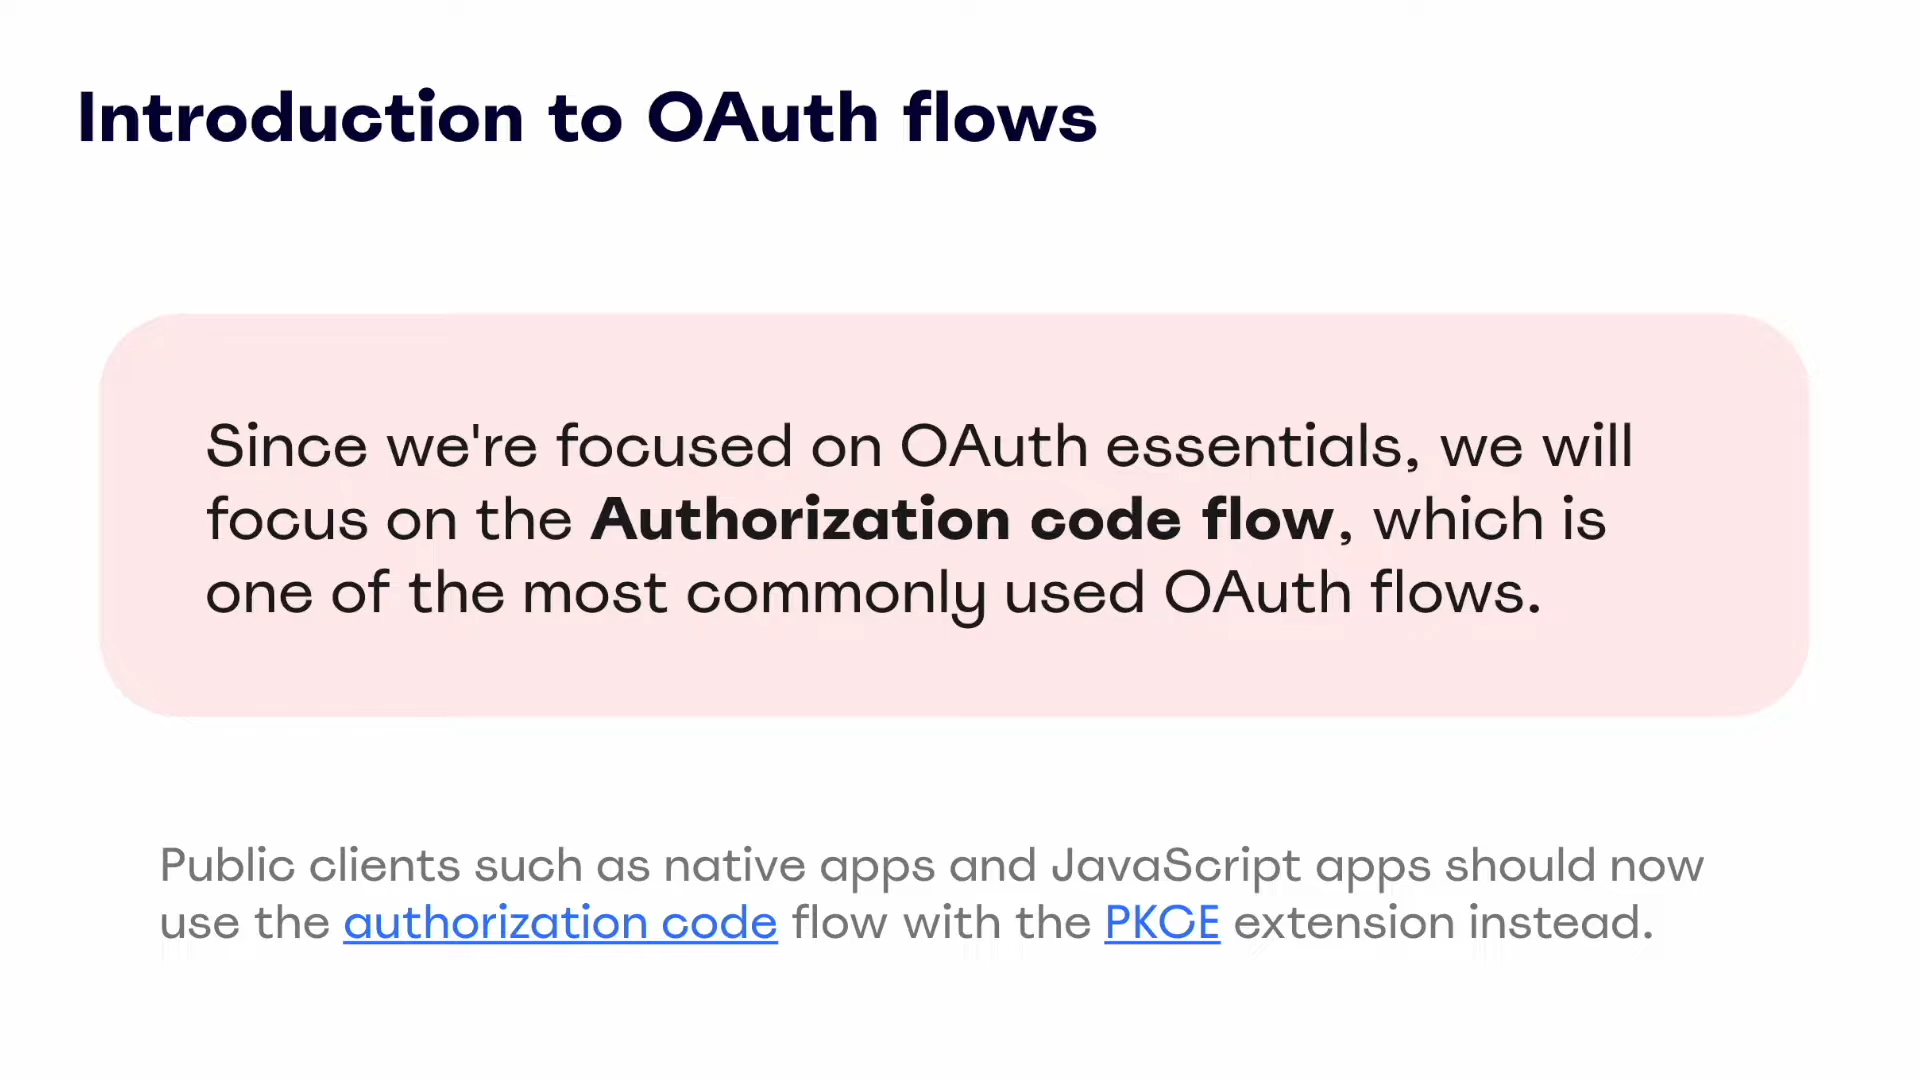 Introduction to OAuth flows
Since we're focused on OAuth essentials, we will
focus on the Authorization code flow, which is
one of the most commonly used OAuth flows.
Public clients such as native apps and JavaScript apps should now
use the authorization code flow with the PKCE extension instead.